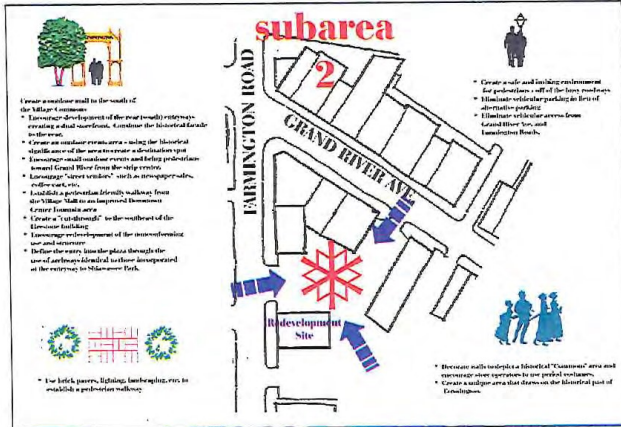 subarea
2
FARMINGTON ROAD
GRAND RIVER AVE
Redevelopment
Site
Create a outdoor mall to the south of
the Village Commons
* Encourage development of the rear (south) entryways
creating a dual storefront. Continue the historical facade
to the rear.
* Create an outdoor events area - using the historical
significance of the area to create a destination spot
* Encourage small outdoor events and bring pedestrians
toward Grand River from the strip centre.
* Encourage "street vendors" such as newspaper sales,
coffee cart, etc.
* Establish a pedestrian friendly walkway from
the Village Mall to an improved Downtown
Center Fountain area
* Create a "cut-through" to the southeast of the
Firestone building
* Encourage redevelopment of the nonconforming
use and structure
* Define the entry into the plaza through the
use of archways identical to those incorporated
at the entryway to Shiawassee Park.
* Use brick pavers, lighting, landscaping, etc. to
establish a pedestrian walkway
* Create a safe and inviting environment
for pedestrians off of the busy roadways
* Eliminate vehicular parking in lieu of
alternative parking
* Eliminate vehicular access from
Grand River Ave. and
Farmington Roads.
* Decorate to depict a historical "Commons" area and
encourage store operators to use period costumes.
* Create a unique area that draws on the historical past of
Farmington.